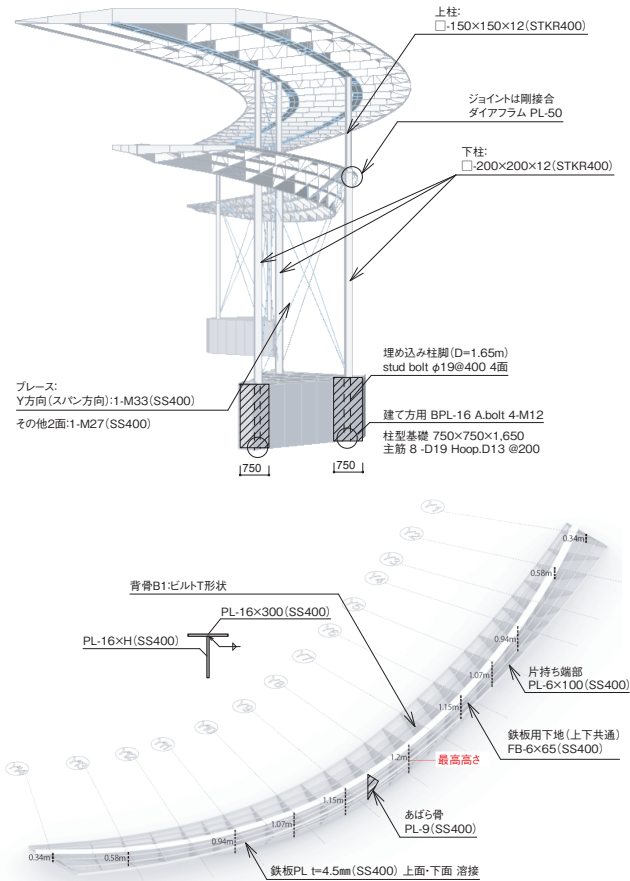 上柱:
□-150×150×12(STKR400)
ジョイントは剛接合
ダイアフラム PL-50
下柱:
□-200×200×12(STKR400)
埋め込み柱脚(D=1.65m)
stud bolt φ19@400 4面
ブレース:
Y方向(スパン方向):1-M33(SS400)
その他2面:1-M27(SS400)
建て方用 BPL-16 A.bolt 4-M12
柱型基礎 750×750×1,650
主筋 8 -D19 Hoop.D13 @200
750
750
Y1
Y2
Y3
0.34m
0.58m
背骨B1:ビルトT形状
PL-16×300(SS400)
PL-16×H(SS400)
0.94m
片持ち端部
PL-6×100(SS400)
1.07m
1.15m
鉄板用下地(上下共通)
FB-6×65(SS400)
1.2m
最高高さ
1.15m
あばら骨
PL-9(SS400)
1.07m
0.94m
0.58m
0.34m
鉄板PL t=4.5mm(SS400) 上面・下面 溶接